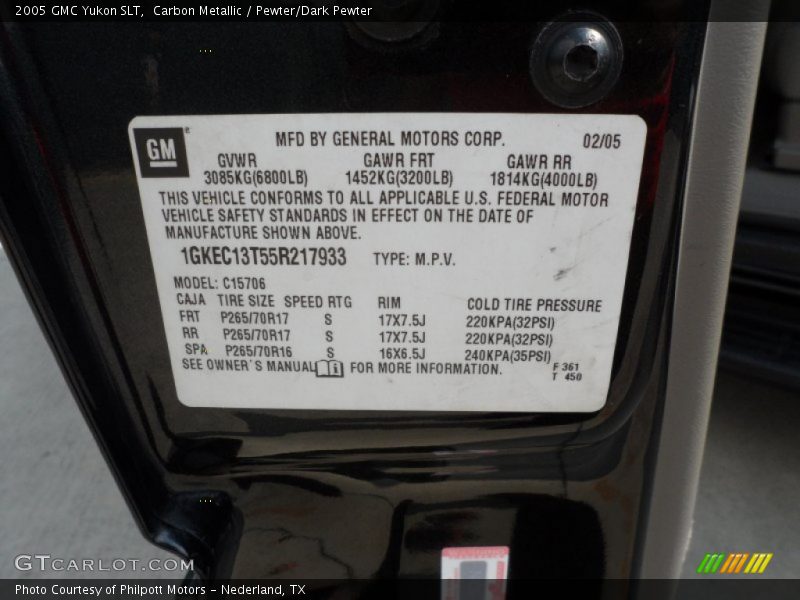 2005 GMC Yukon SLT,  Carbon Metallic / Pewter/Dark Pewter
GM
MFD BY GENERAL MOTORS CORP. 02/05
GVWR GAWR FRT GAWR RR
3085KG(6800LB) 1452KG(3200LB) 1814KG(4000LB)
THIS VEHICLE CONFORMS TO ALL APPLICABLE U.S. FEDERAL MOTOR
VEHICLE SAFETY STANDARDS IN EFFECT ON THE DATE OF
MANUFACTURE SHOWN ABOVE.
1GKEC13T55R217933 TYPE: M.P.V.
MODEL: C15706
CAJA TIRE SIZE SPEED RTG RIM COLD TIRE PRESSURE
FRT P265/70R17 S 17X7.5J 220KPA(32PSI)
RR P265/70R17 S 17X7.5J 220KPA(32PSI)
SPA P265/70R16 S 16X6.5J 240KPA(35PSI)
SEE OWNER'S MANUAL FOR MORE INFORMATION.
F 361
T 450
GTCARLOT.COM
Photo Courtesy of Philpott Motors – Nederland, TX